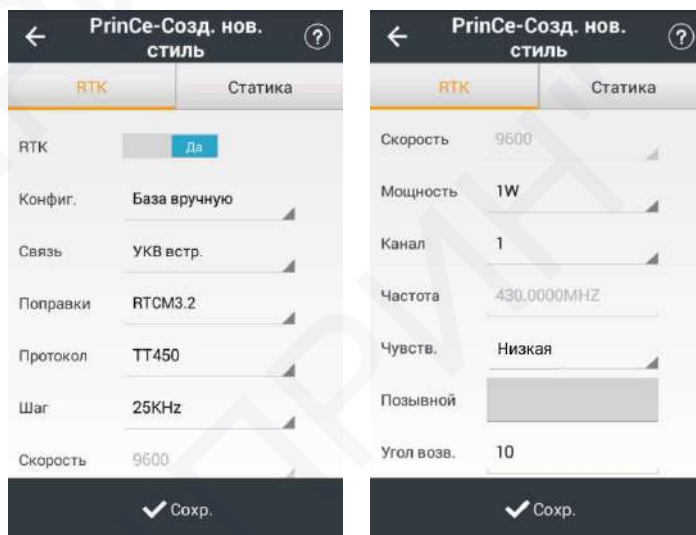 PrinCe-Созд. нов.
стиль
?
RTK
Статика
RTK
Да
Конфиг.
База вручную
Связь
УКВ встр.
Поправки
RTCM3.2
Протокол
TT450
Шаг
25KHz
Скорость
9600
Сохр.
PrinCe-Созд. нов.
стиль
?
RTK
Статика
Скорость
9600
Мощность
1W
Канал
1
Частота
430.0000MHZ
Чувств.
Низкая
Позывной
Угол возв.
10
Сохр.
ПРИН"